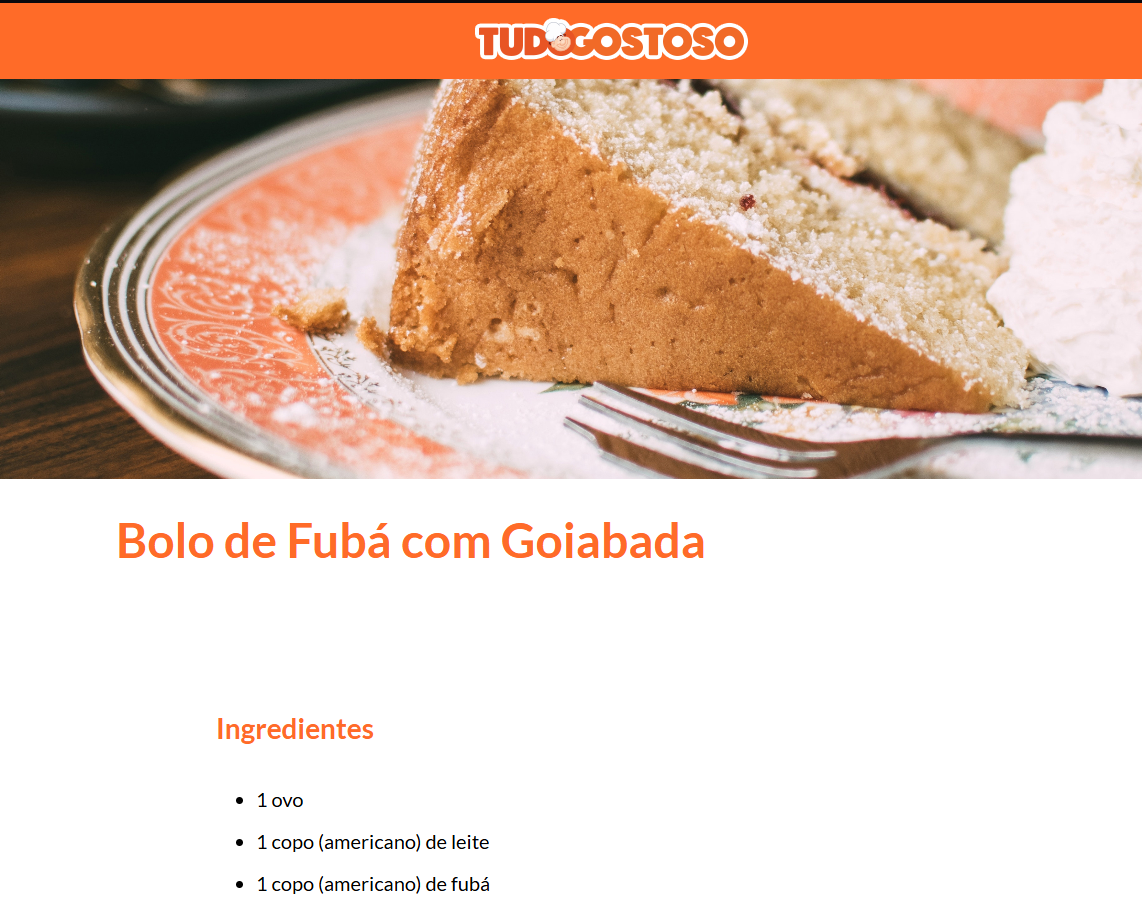 TUDOGOSTOSO
Bolo de Fubá com Goiabada
Ingredientes
1 ovo
1 copo (americano) de leite
1 copo (americano) de fubá